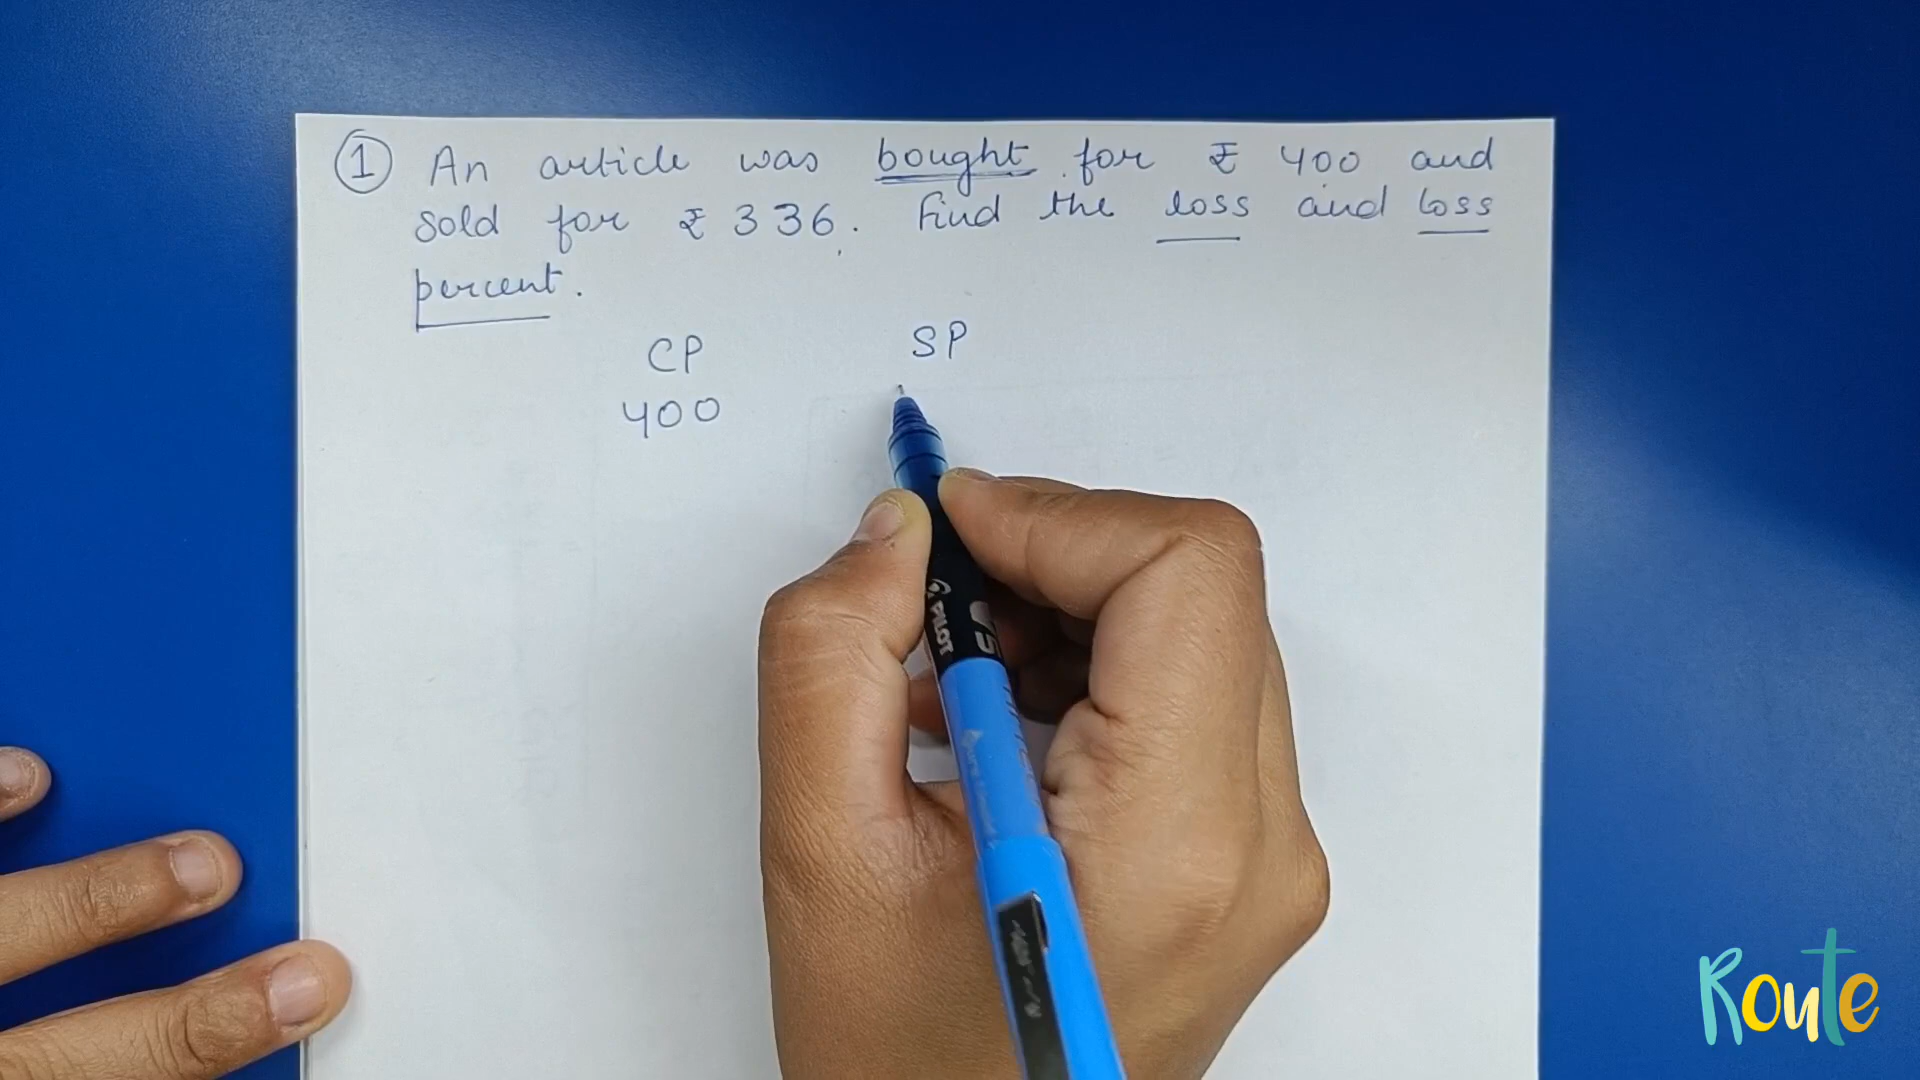 ① An article was bought for ₹ 400 and
sold for ₹ 336. Find the loss and loss
percent.
CP SP
400
PILOT
V5
Route